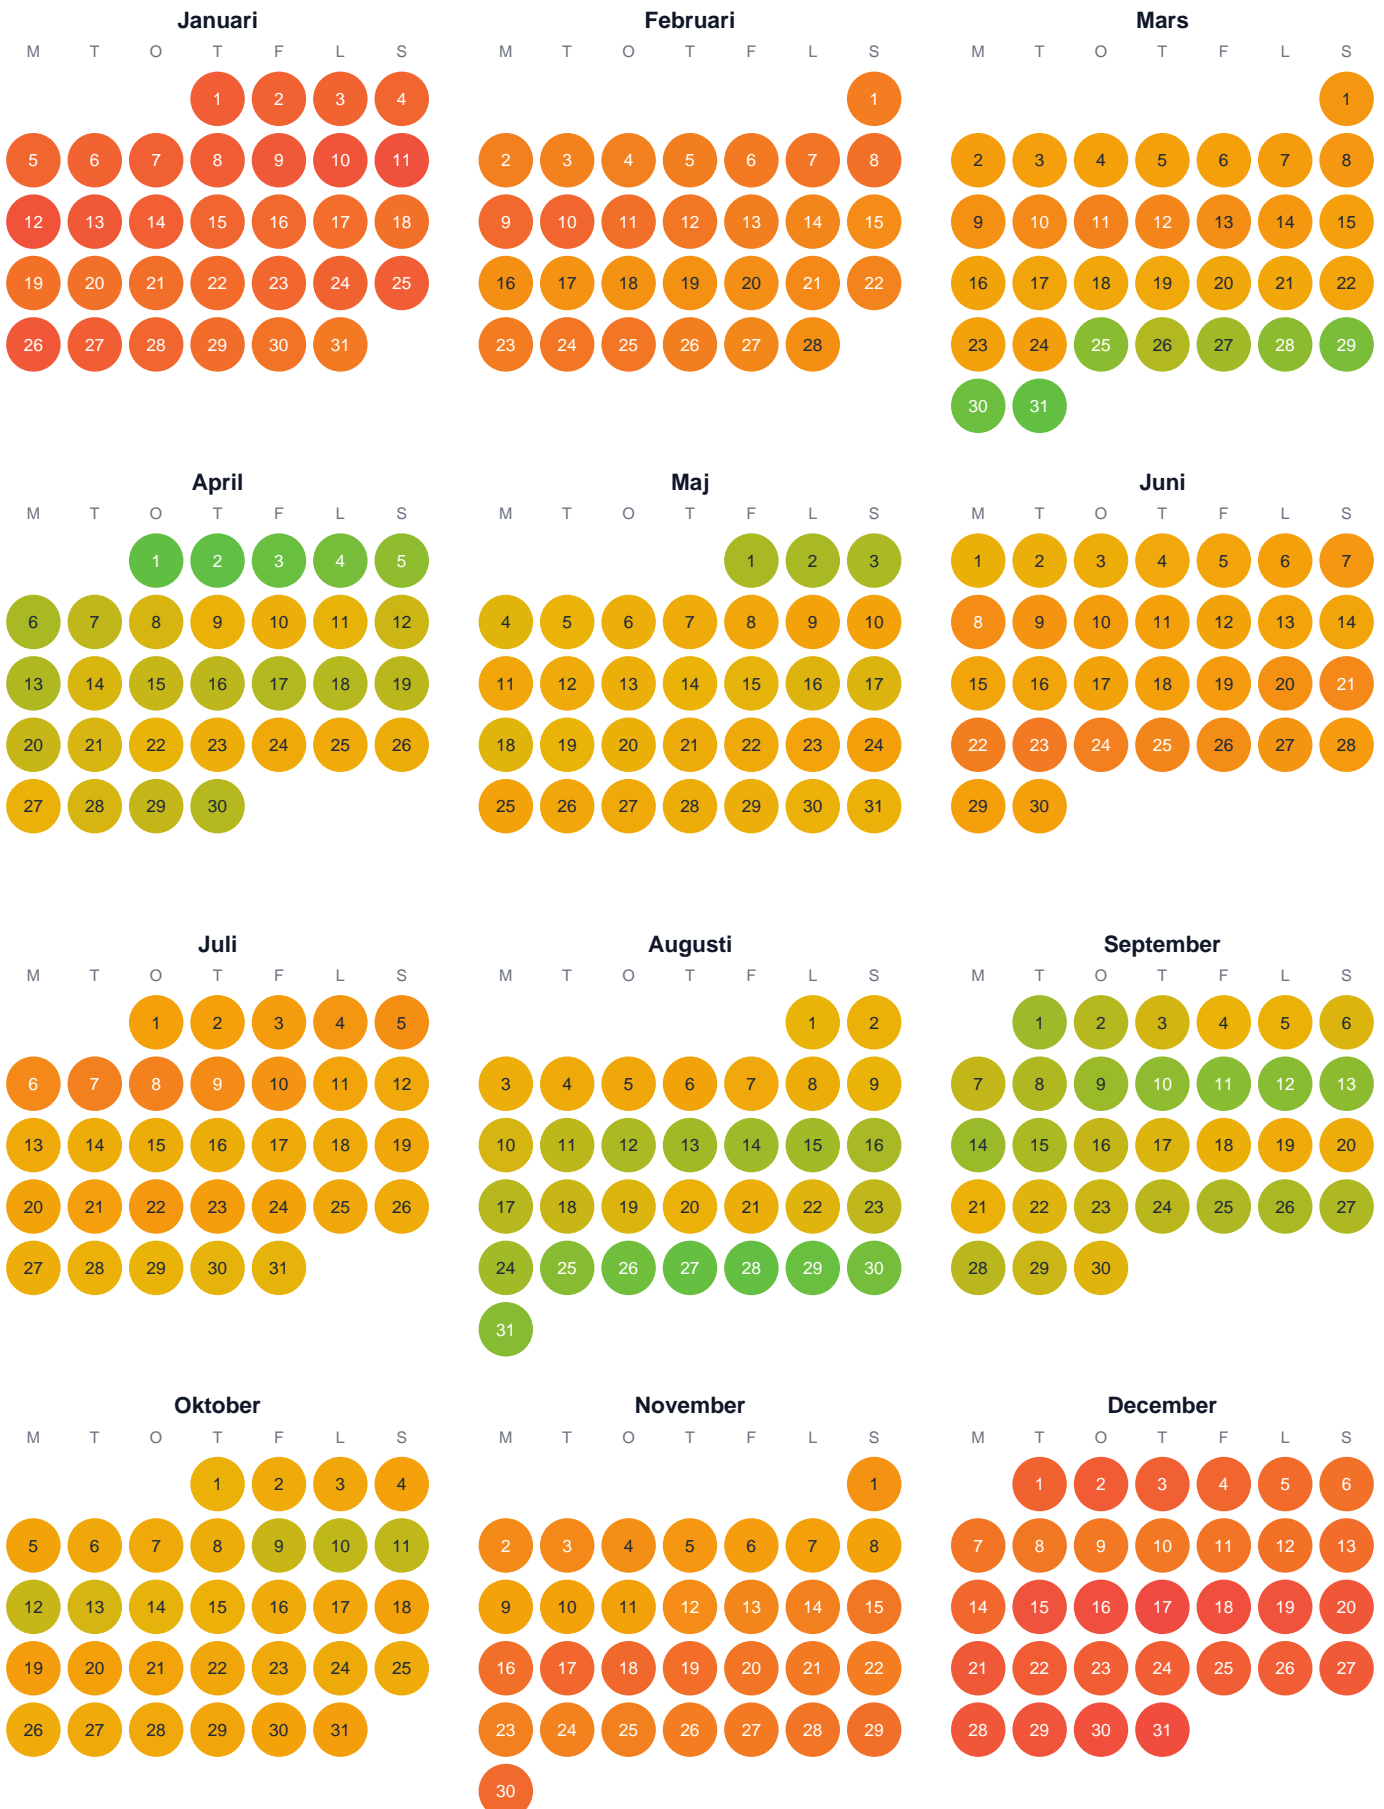 Januari Februari Mars
M T O T F L S M T O T F L S M T O T F L S
1 2 3 4 1 1
5 6 7 8 9 10 11 2 3 4 5 6 7 8 2 3 4 5 6 7 8
12 13 14 15 16 17 18 9 10 11 12 13 14 15 9 10 11 12 13 14 15
19 20 21 22 23 24 25 16 17 18 19 20 21 22 16 17 18 19 20 21 22
26 27 28 29 30 31 23 24 25 26 27 28 23 24 25 26 27 28 29
30 31
April Maj Juni
M T O T F L S M T O T F L S M T O T F L S
1 2 3 4 5 1 2 3 1 2 3 4 5 6 7
6 7 8 9 10 11 12 4 5 6 7 8 9 10 8 9 10 11 12 13 14
13 14 15 16 17 18 19 11 12 13 14 15 16 17 15 16 17 18 19 20 21
20 21 22 23 24 25 26 18 19 20 21 22 23 24 22 23 24 25 26 27 28
27 28 29 30 25 26 27 28 29 30 31 29 30
Juli Augusti September
M T O T F L S M T O T F L S M T O T F L S
1 2 3 4 5 1 2 1 2 3 4 5 6
6 7 8 9 10 11 12 3 4 5 6 7 8 9 7 8 9 10 11 12 13
13 14 15 16 17 18 19 10 11 12 13 14 15 16 14 15 16 17 18 19 20
20 21 22 23 24 25 26 17 18 19 20 21 22 23 21 22 23 24 25 26 27
27 28 29 30 31 24 25 26 27 28 29 30 28 29 30
31
Oktober November December
M T O T F L S M T O T F L S M T O T F L S
1 2 3 4 1 1 2 3 4 5 6
5 6 7 8 9 10 11 2 3 4 5 6 7 8 7 8 9 10 11 12 13
12 13 14 15 16 17 18 9 10 11 12 13 14 15 14 15 16 17 18 19 20
19 20 21 22 23 24 25 16 17 18 19 20 21 22 21 22 23 24 25 26 27
26 27 28 29 30 31 23 24 25 26 27 28 29 28 29 30 31
30